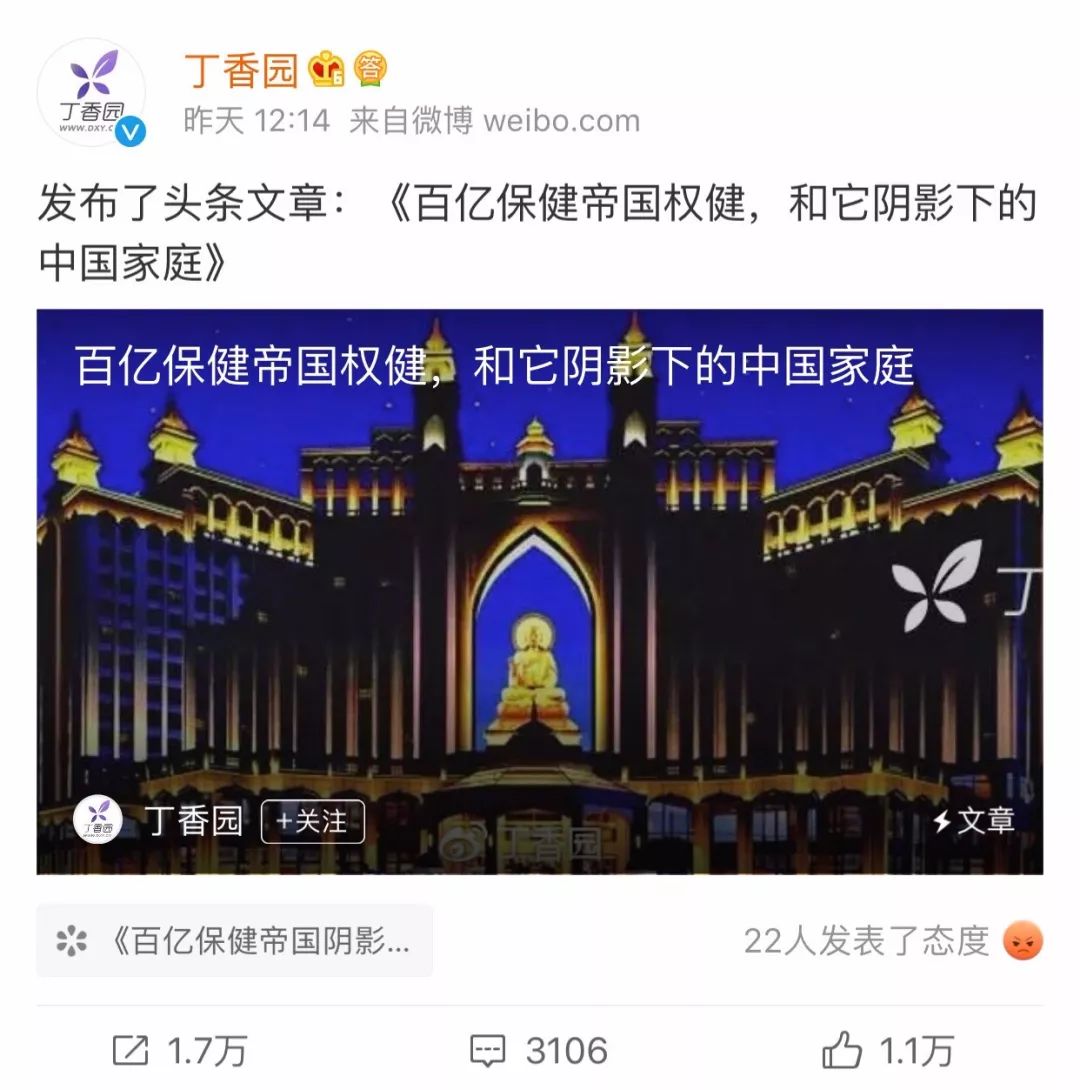 丁香园
WWW.DXY.C
丁香园
6
答
昨天 12:14 来自微博 weibo.com
发布了头条文章：《百亿保健帝国权健，和它阴影下的
中国家庭》
百亿保健帝国权健，和它阴影下的中国家庭
丁
丁香园
丁香园
+关注
丁香园
文章
《百亿保健帝国阴影...
22人发表了态度
1.7万
3106
1.1万